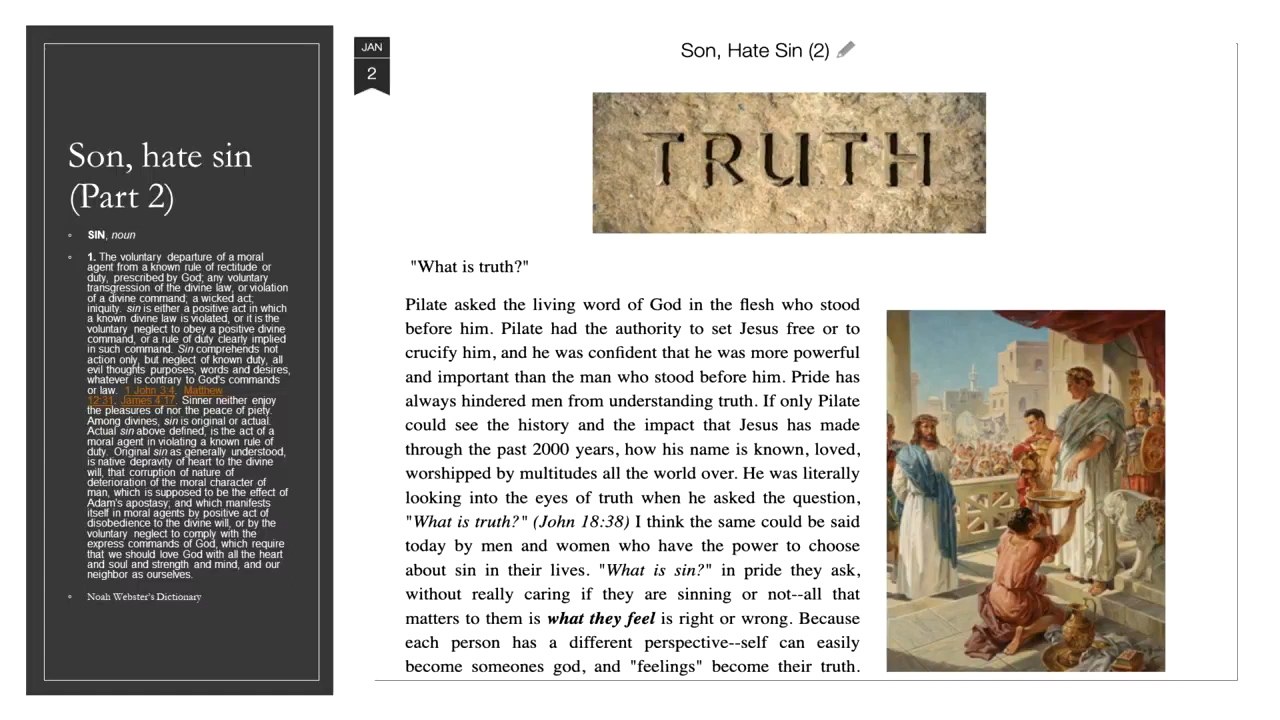 Son, hate sin
(Part 2)
SIN, noun
1. The voluntary departure of a moral
agent from a known rule of rectitude or
duty, prescribed by God; any voluntary
transgression of the divine law, or violation
of a divine command; a wicked act;
iniquity. sin is either a positive act in which
a known divine law is violated, or it is the
voluntary neglect to obey a positive divine
command, or a rule of duty clearly implied
in such command. Sin comprehends not
action only, but neglect of known duty, all
evil thoughts purposes, words and desires,
whatever is contrary to God's commands
or law. 1 John 3:4. Matthew
12:31. James 4:17. Sinner neither enjoy
the pleasures of nor the peace of piety.
Among divines, sin is original or actual.
Actual sin above defined, is the act of a
moral agent in violating a known rule of
duty. Original sin as generally understood,
is native depravity of heart to the divine
will, that corruption of nature of
deterioration of the moral character of
man, which is supposed to be the effect of
Adam's apostasy; and which manifests
itself in moral agents by positive act of
disobedience to the divine will, or by the
voluntary neglect to comply with the
express commands of God, which require
that we should love God with all the heart
and soul and strength and mind, and our
neighbor as ourselves.
Noah Webster's Dictionary
JAN
2
Son, Hate Sin (2)
TRUTH
"What is truth?"
Pilate asked the living word of God in the flesh who stood
before him. Pilate had the authority to set Jesus free or to
crucify him, and he was confident that he was more powerful
and important than the man who stood before him. Pride has
always hindered men from understanding truth. If only Pilate
could see the history and the impact that Jesus has made
through the past 2000 years, how his name is known, loved,
worshipped by multitudes all the world over. He was literally
looking into the eyes of truth when he asked the question,
"What is truth?" (John 18:38) I think the same could be said
today by men and women who have the power to choose
about sin in their lives. "What is sin?" in pride they ask,
without really caring if they are sinning or not--all that
matters to them is what they feel is right or wrong. Because
each person has a different perspective--self can easily
become someones god, and "feelings" become their truth.